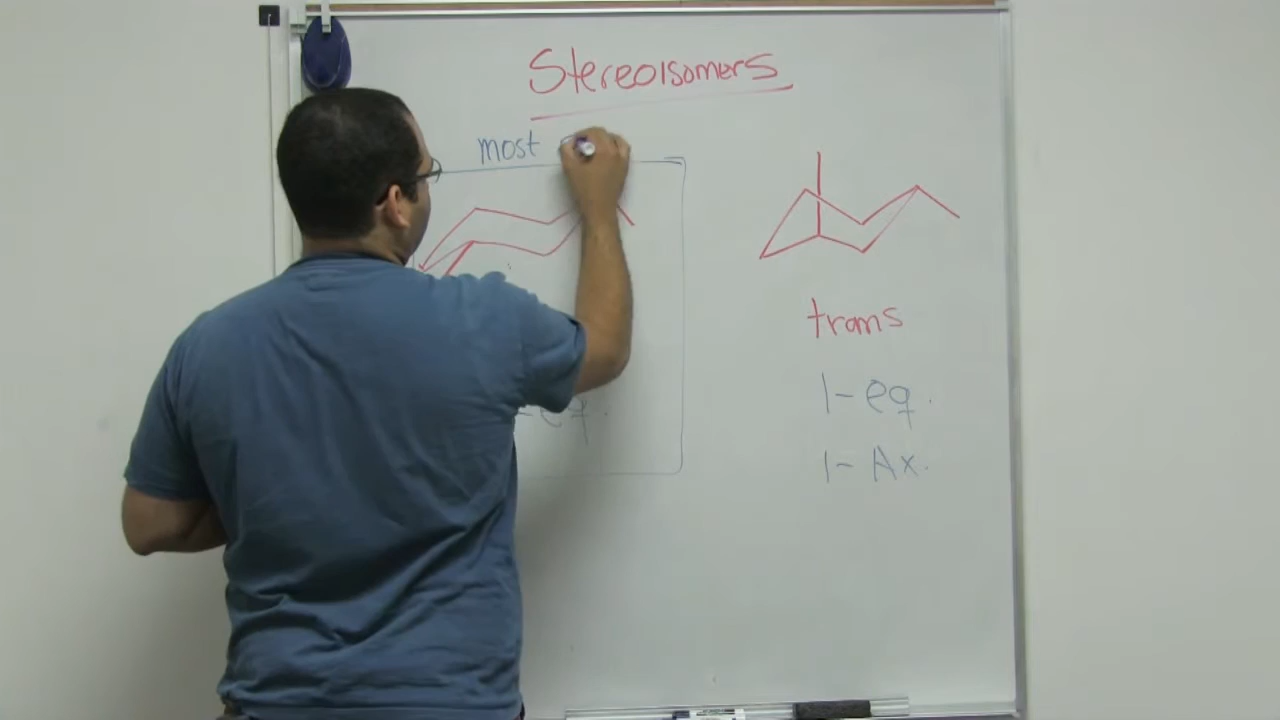 Stereoisomers
most
trans
-eq.
1-eq.
1-Ax.